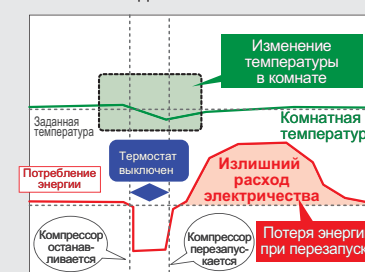 Изменение
температуры
в комнате
Заданная
температура
Комнатная
температур
Термостат
выключен
Потребление
энергии
Излишний
расход
электричества
Компрессор
останав-
ливается
Компрессор
перезапус-
кается
Потеря энерги
при перезапуск